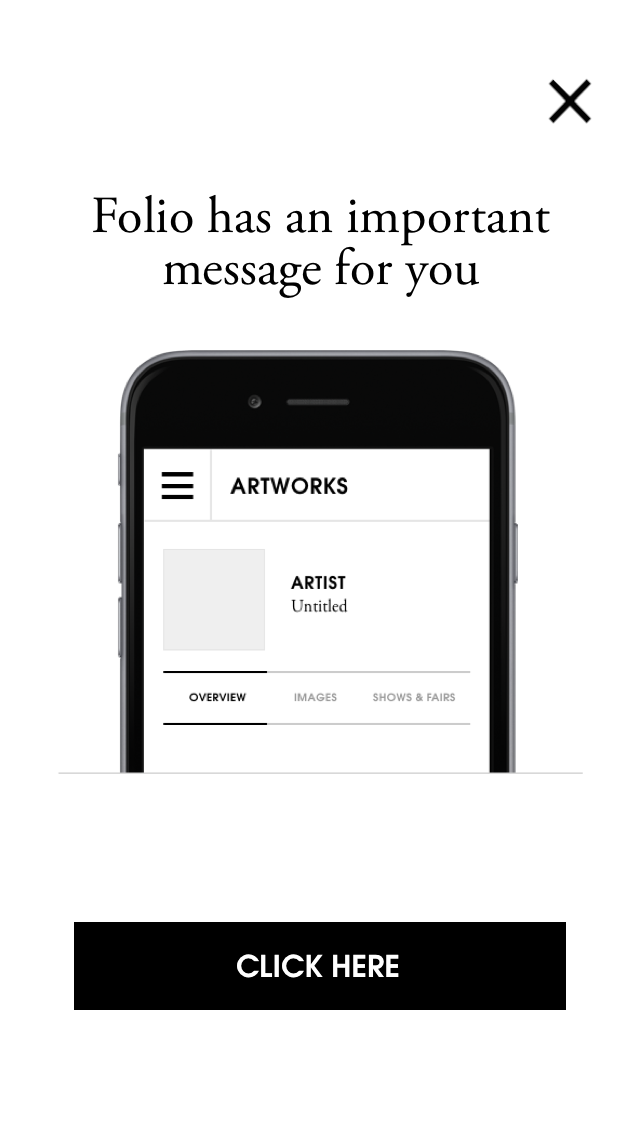 Folio has an important
message for you
ARTWORKS
ARTIST
Untitled
OVERVIEW IMAGES SHOWS & FAIRS
CLICK HERE